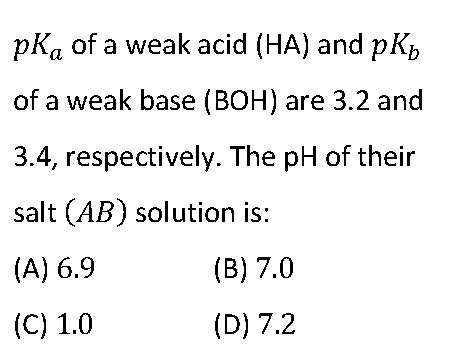 pKₐ of a weak acid (HA) and pK_b
of a weak base (BOH) are 3.2 and
3.4, respectively. The pH of their
salt (AB) solution is:
(A) 6.9 (B) 7.0
(C) 1.0 (D) 7.2